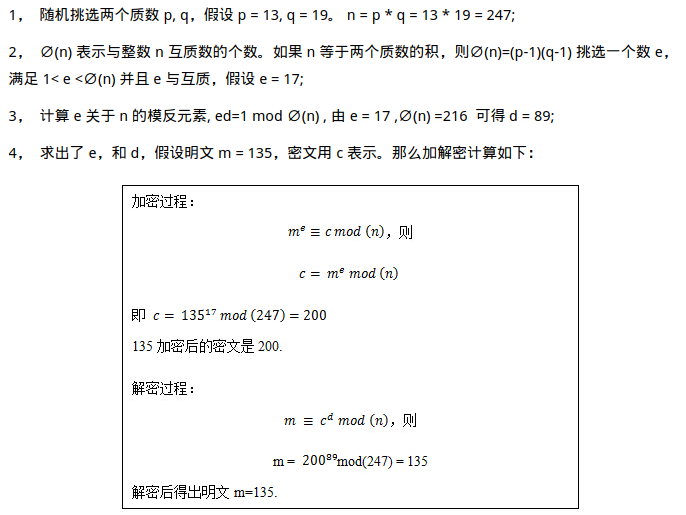 1， 随机挑选两个质数 p, q，假设 p = 13, q = 19。 n = p * q = 13 * 19 = 247;
2， ∅(n) 表示与整数 n 互质数的个数。如果 n 等于两个质数的积，则∅(n)=(p-1)(q-1) 挑选一个数 e，
满足 1< e <∅(n) 并且 e 与互质，假设 e = 17;
3， 计算 e 关于 n 的模反元素, ed=1 mod ∅(n) , 由 e = 17 ,∅(n) =216 可得 d = 89;
4， 求出了 e，和 d，假设明文 m = 135，密文用 c 表示。那么加解密计算如下：
加密过程：
mᵉ ≡ c mod (n)，则
c = mᵉ mod (n)
即 c = 135¹⁷ mod (247) = 200
135 加密后的密文是 200.
解密过程：
m ≡ cᵈ mod (n)，则
m = 200⁸⁹mod(247) = 135
解密后得出明文 m=135.